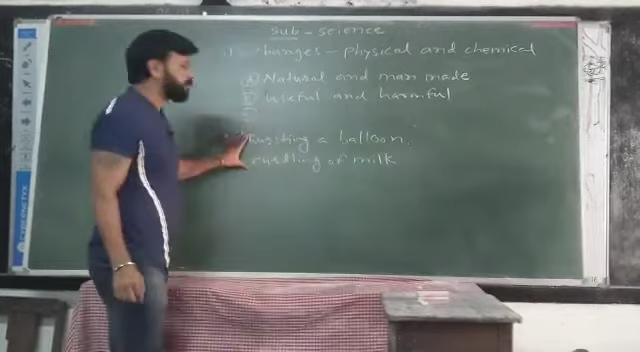 Sub - science
Changes - physical and chemical
Natural and man made
Useful and harmful
Bursting a balloon.
curdling of milk